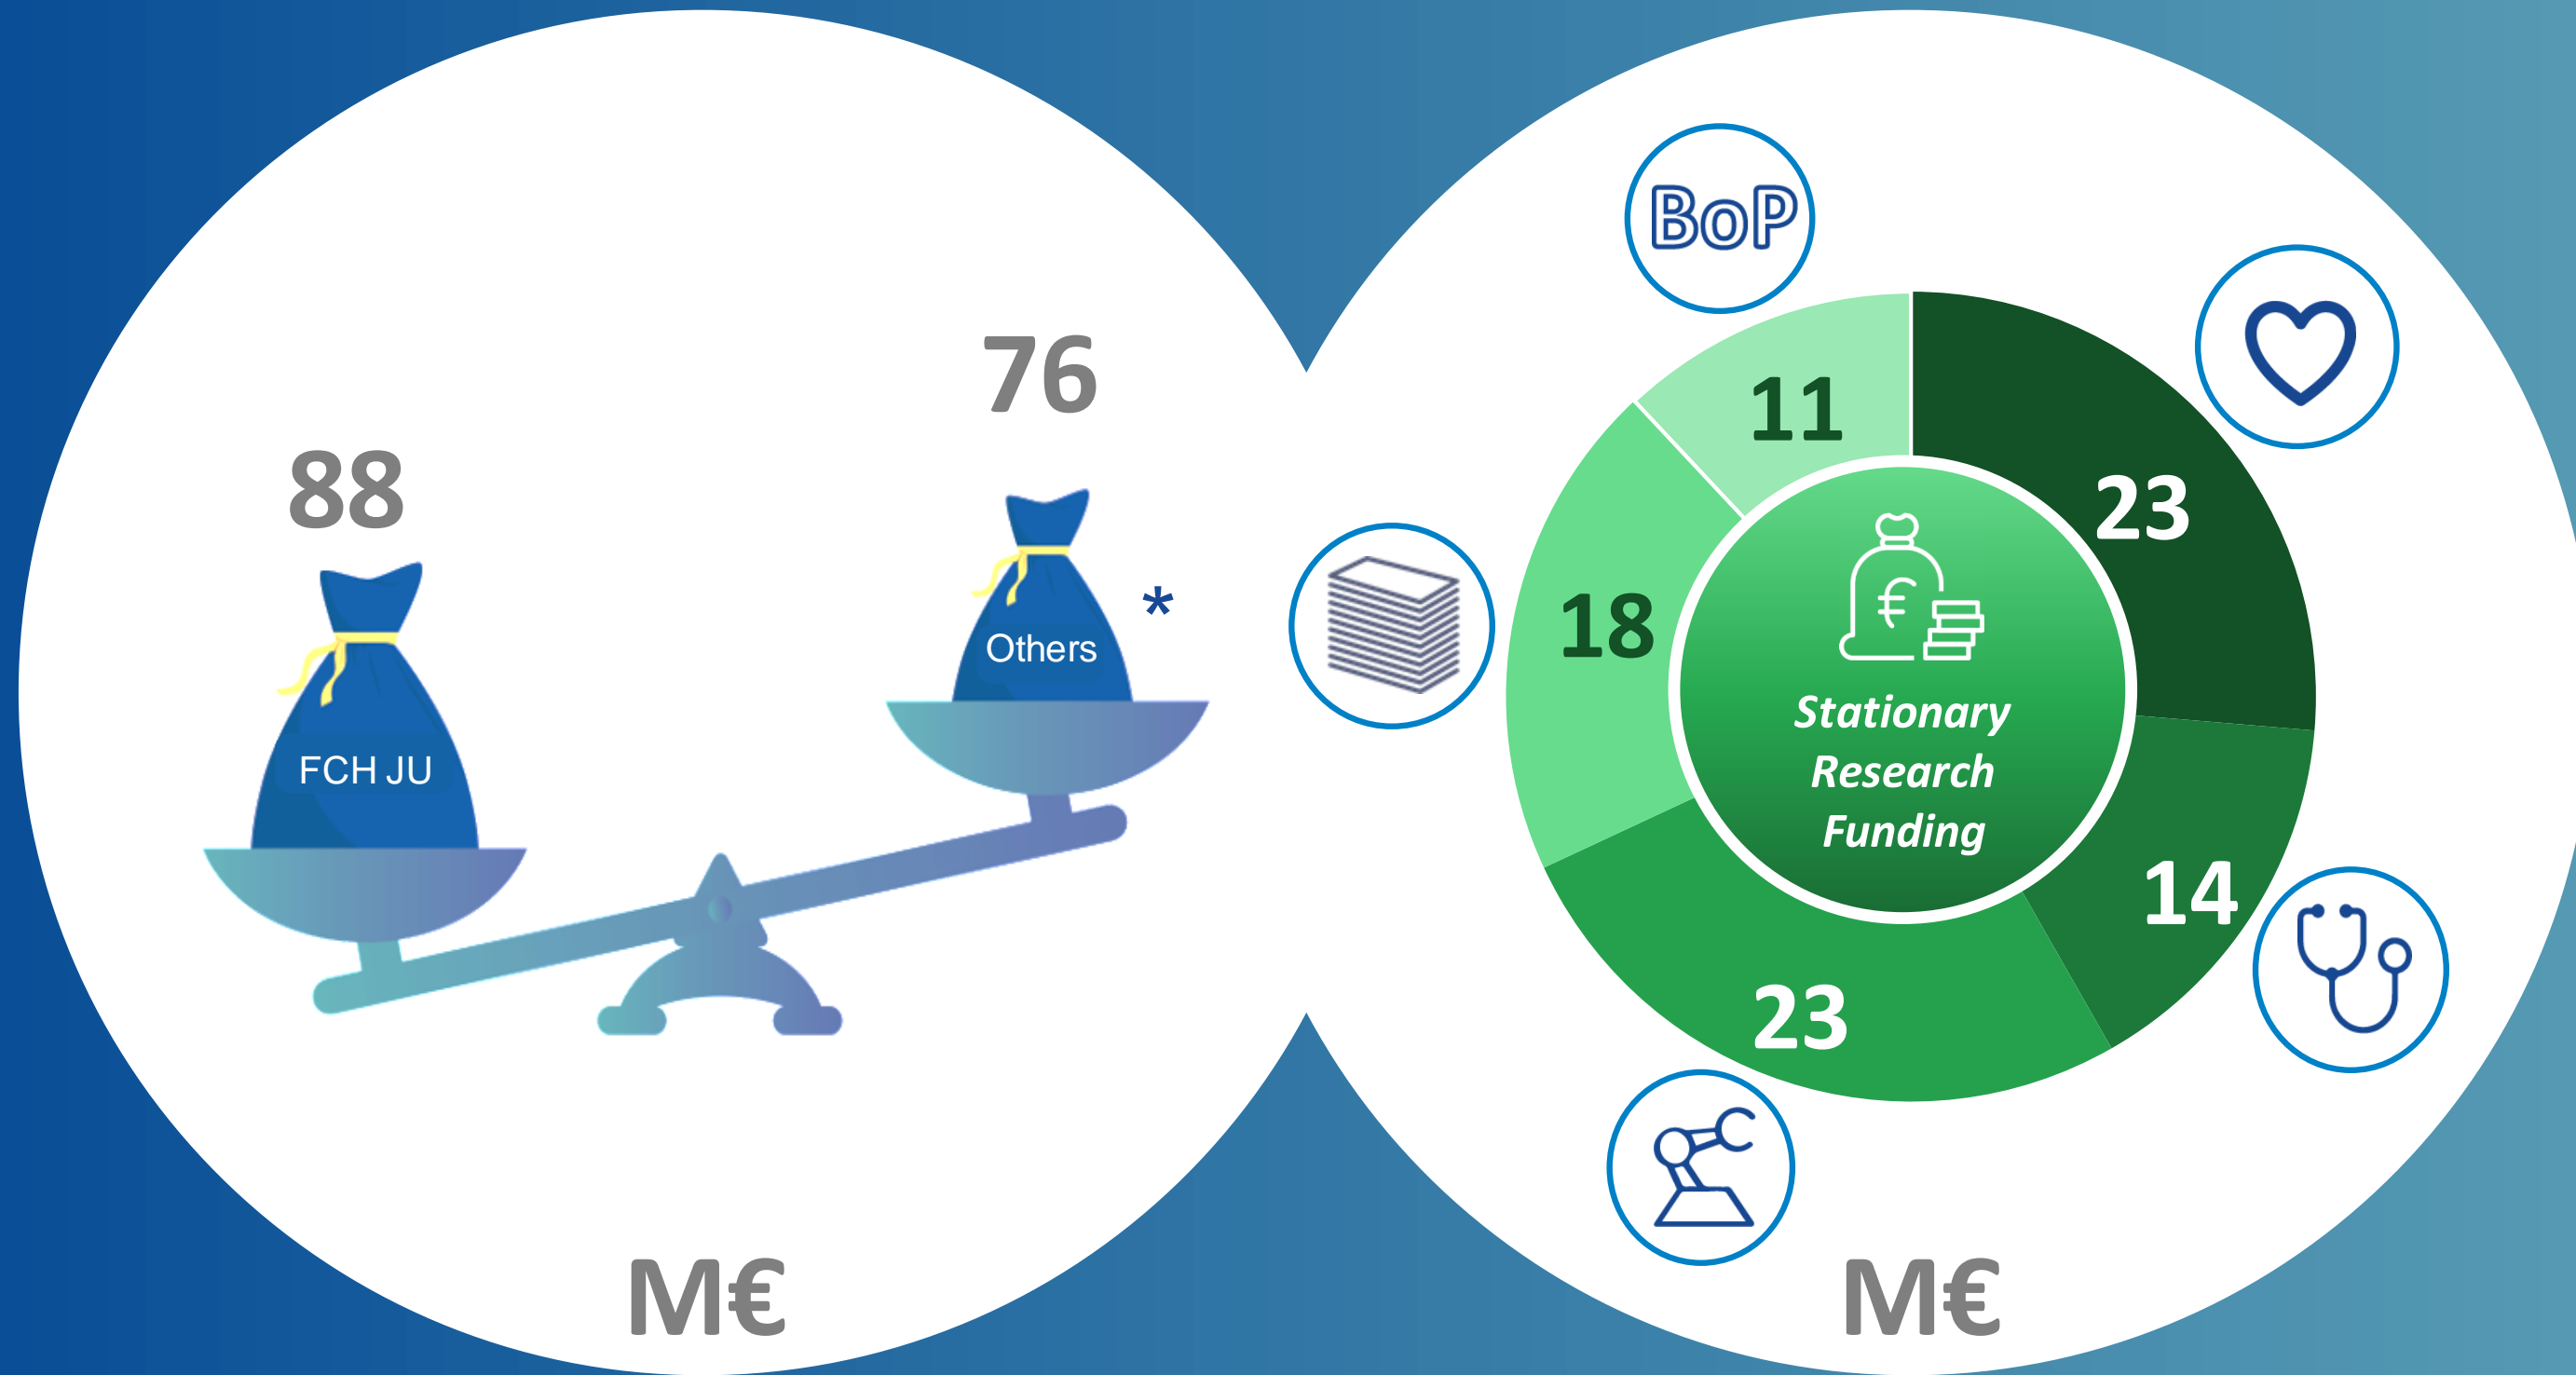 88
76
FCH JU
Others
*
M€
BoP
11
23
18
14
23
Stationary
Research
Funding
M€